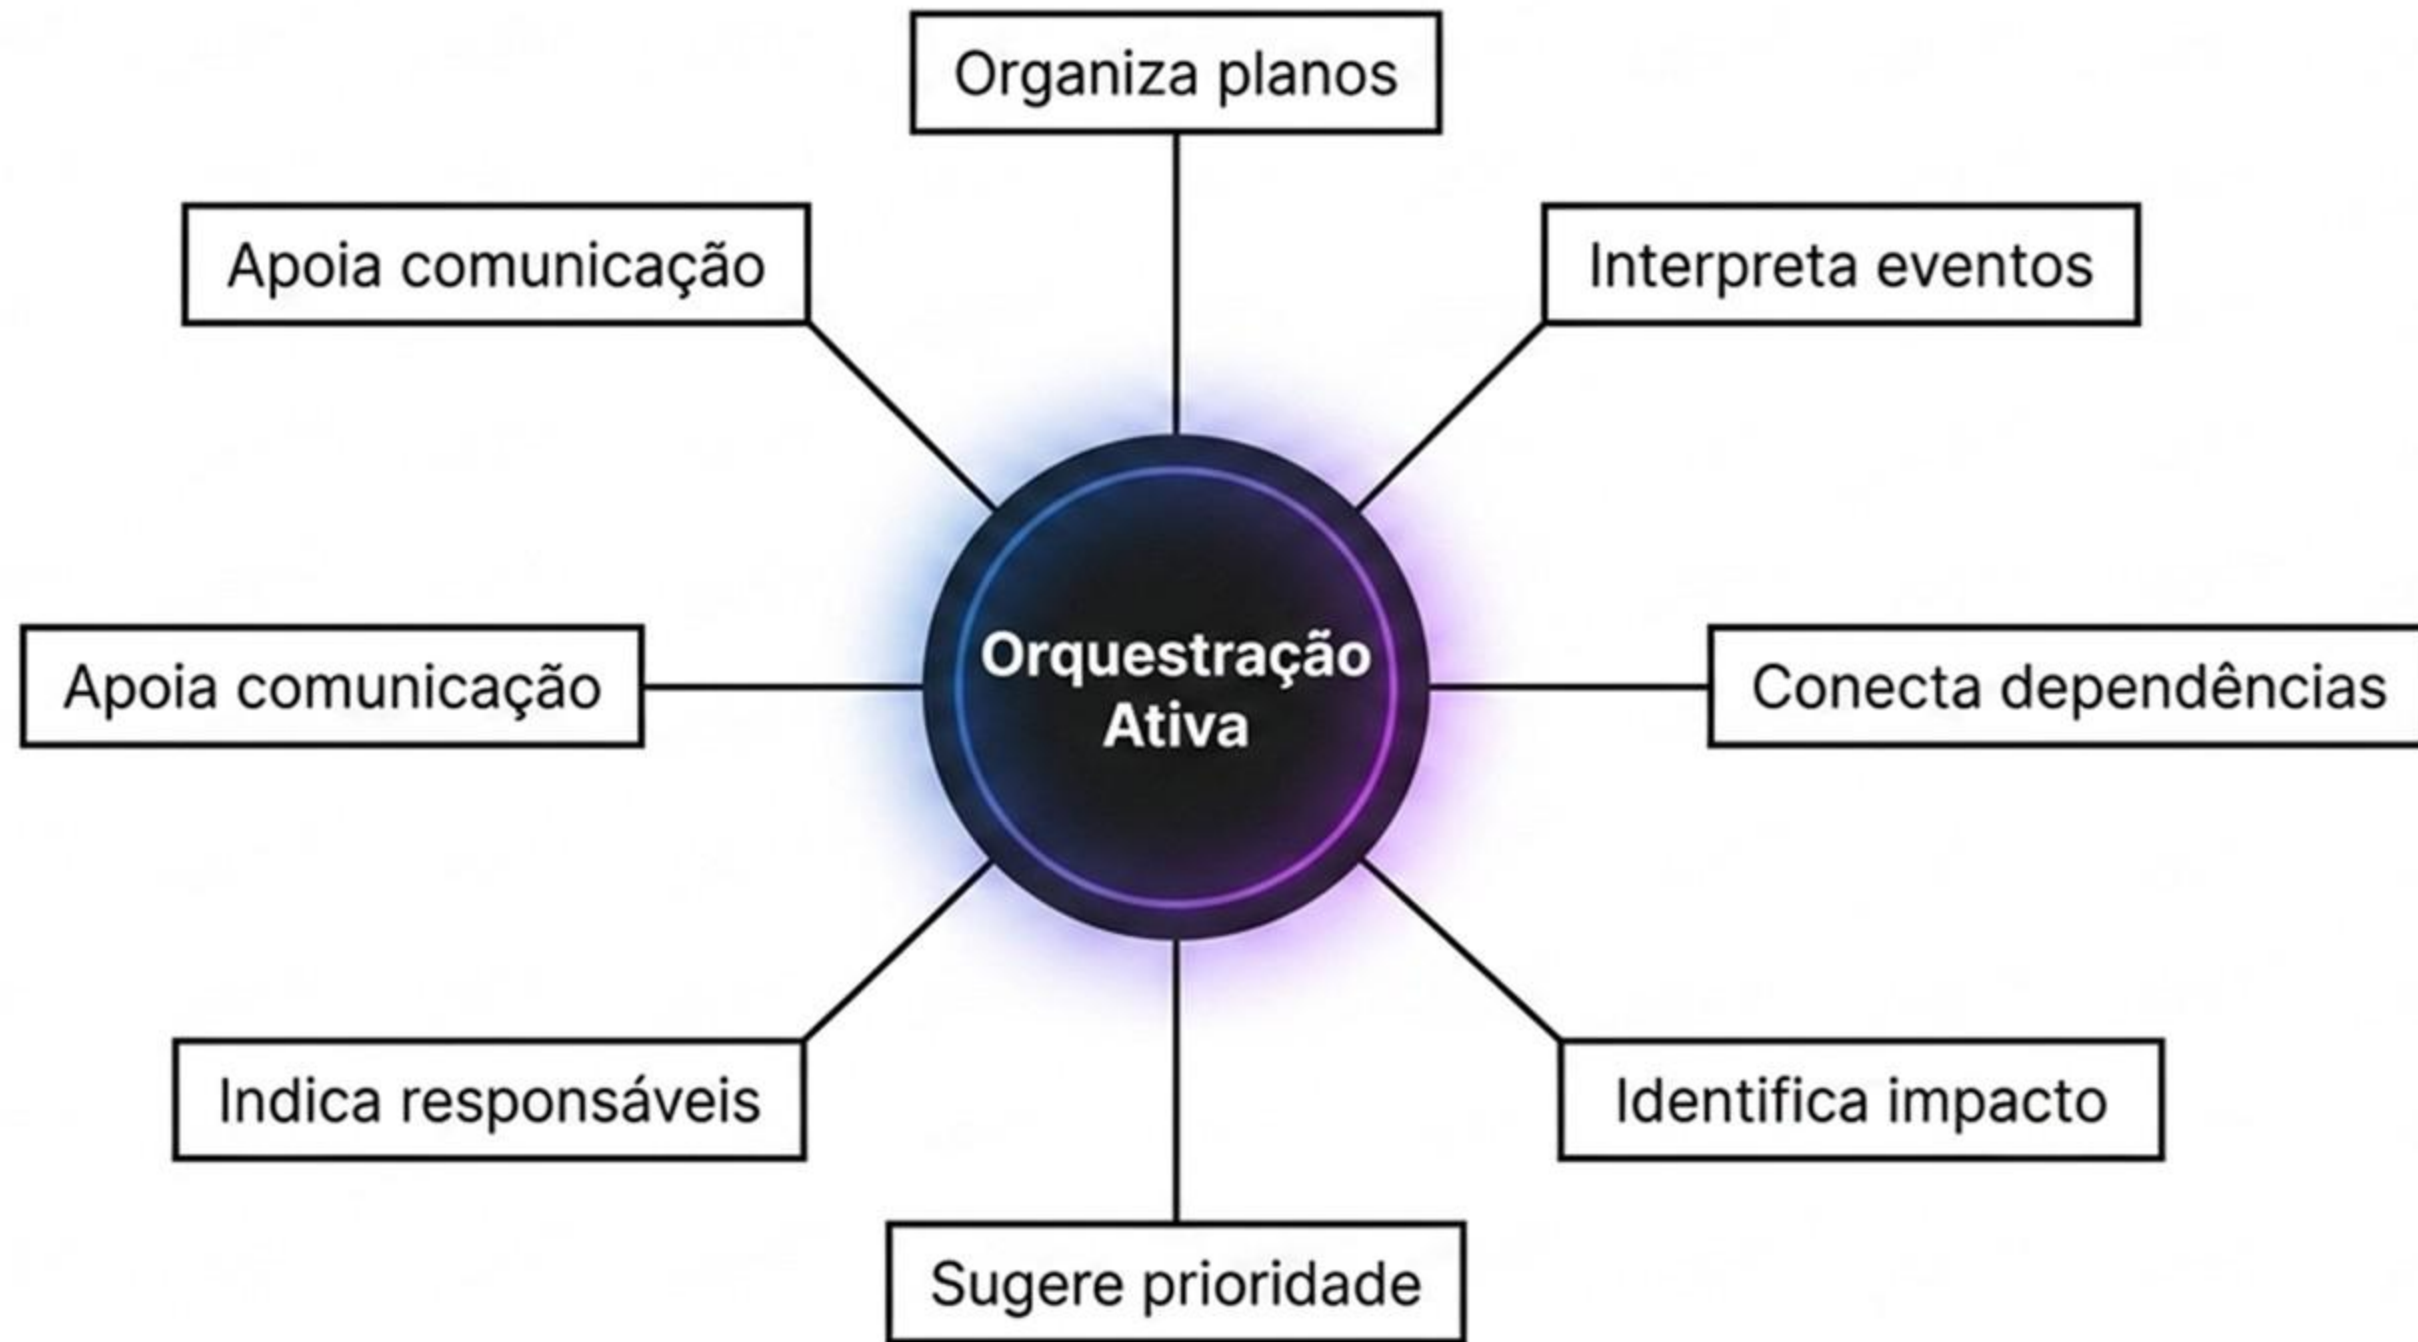 Organiza planos
Apoia comunicação
Interpreta eventos
Apoia comunicação
Orquestração
Ativa
Conecta dependências
Indica responsáveis
Identifica impacto
Sugere prioridade